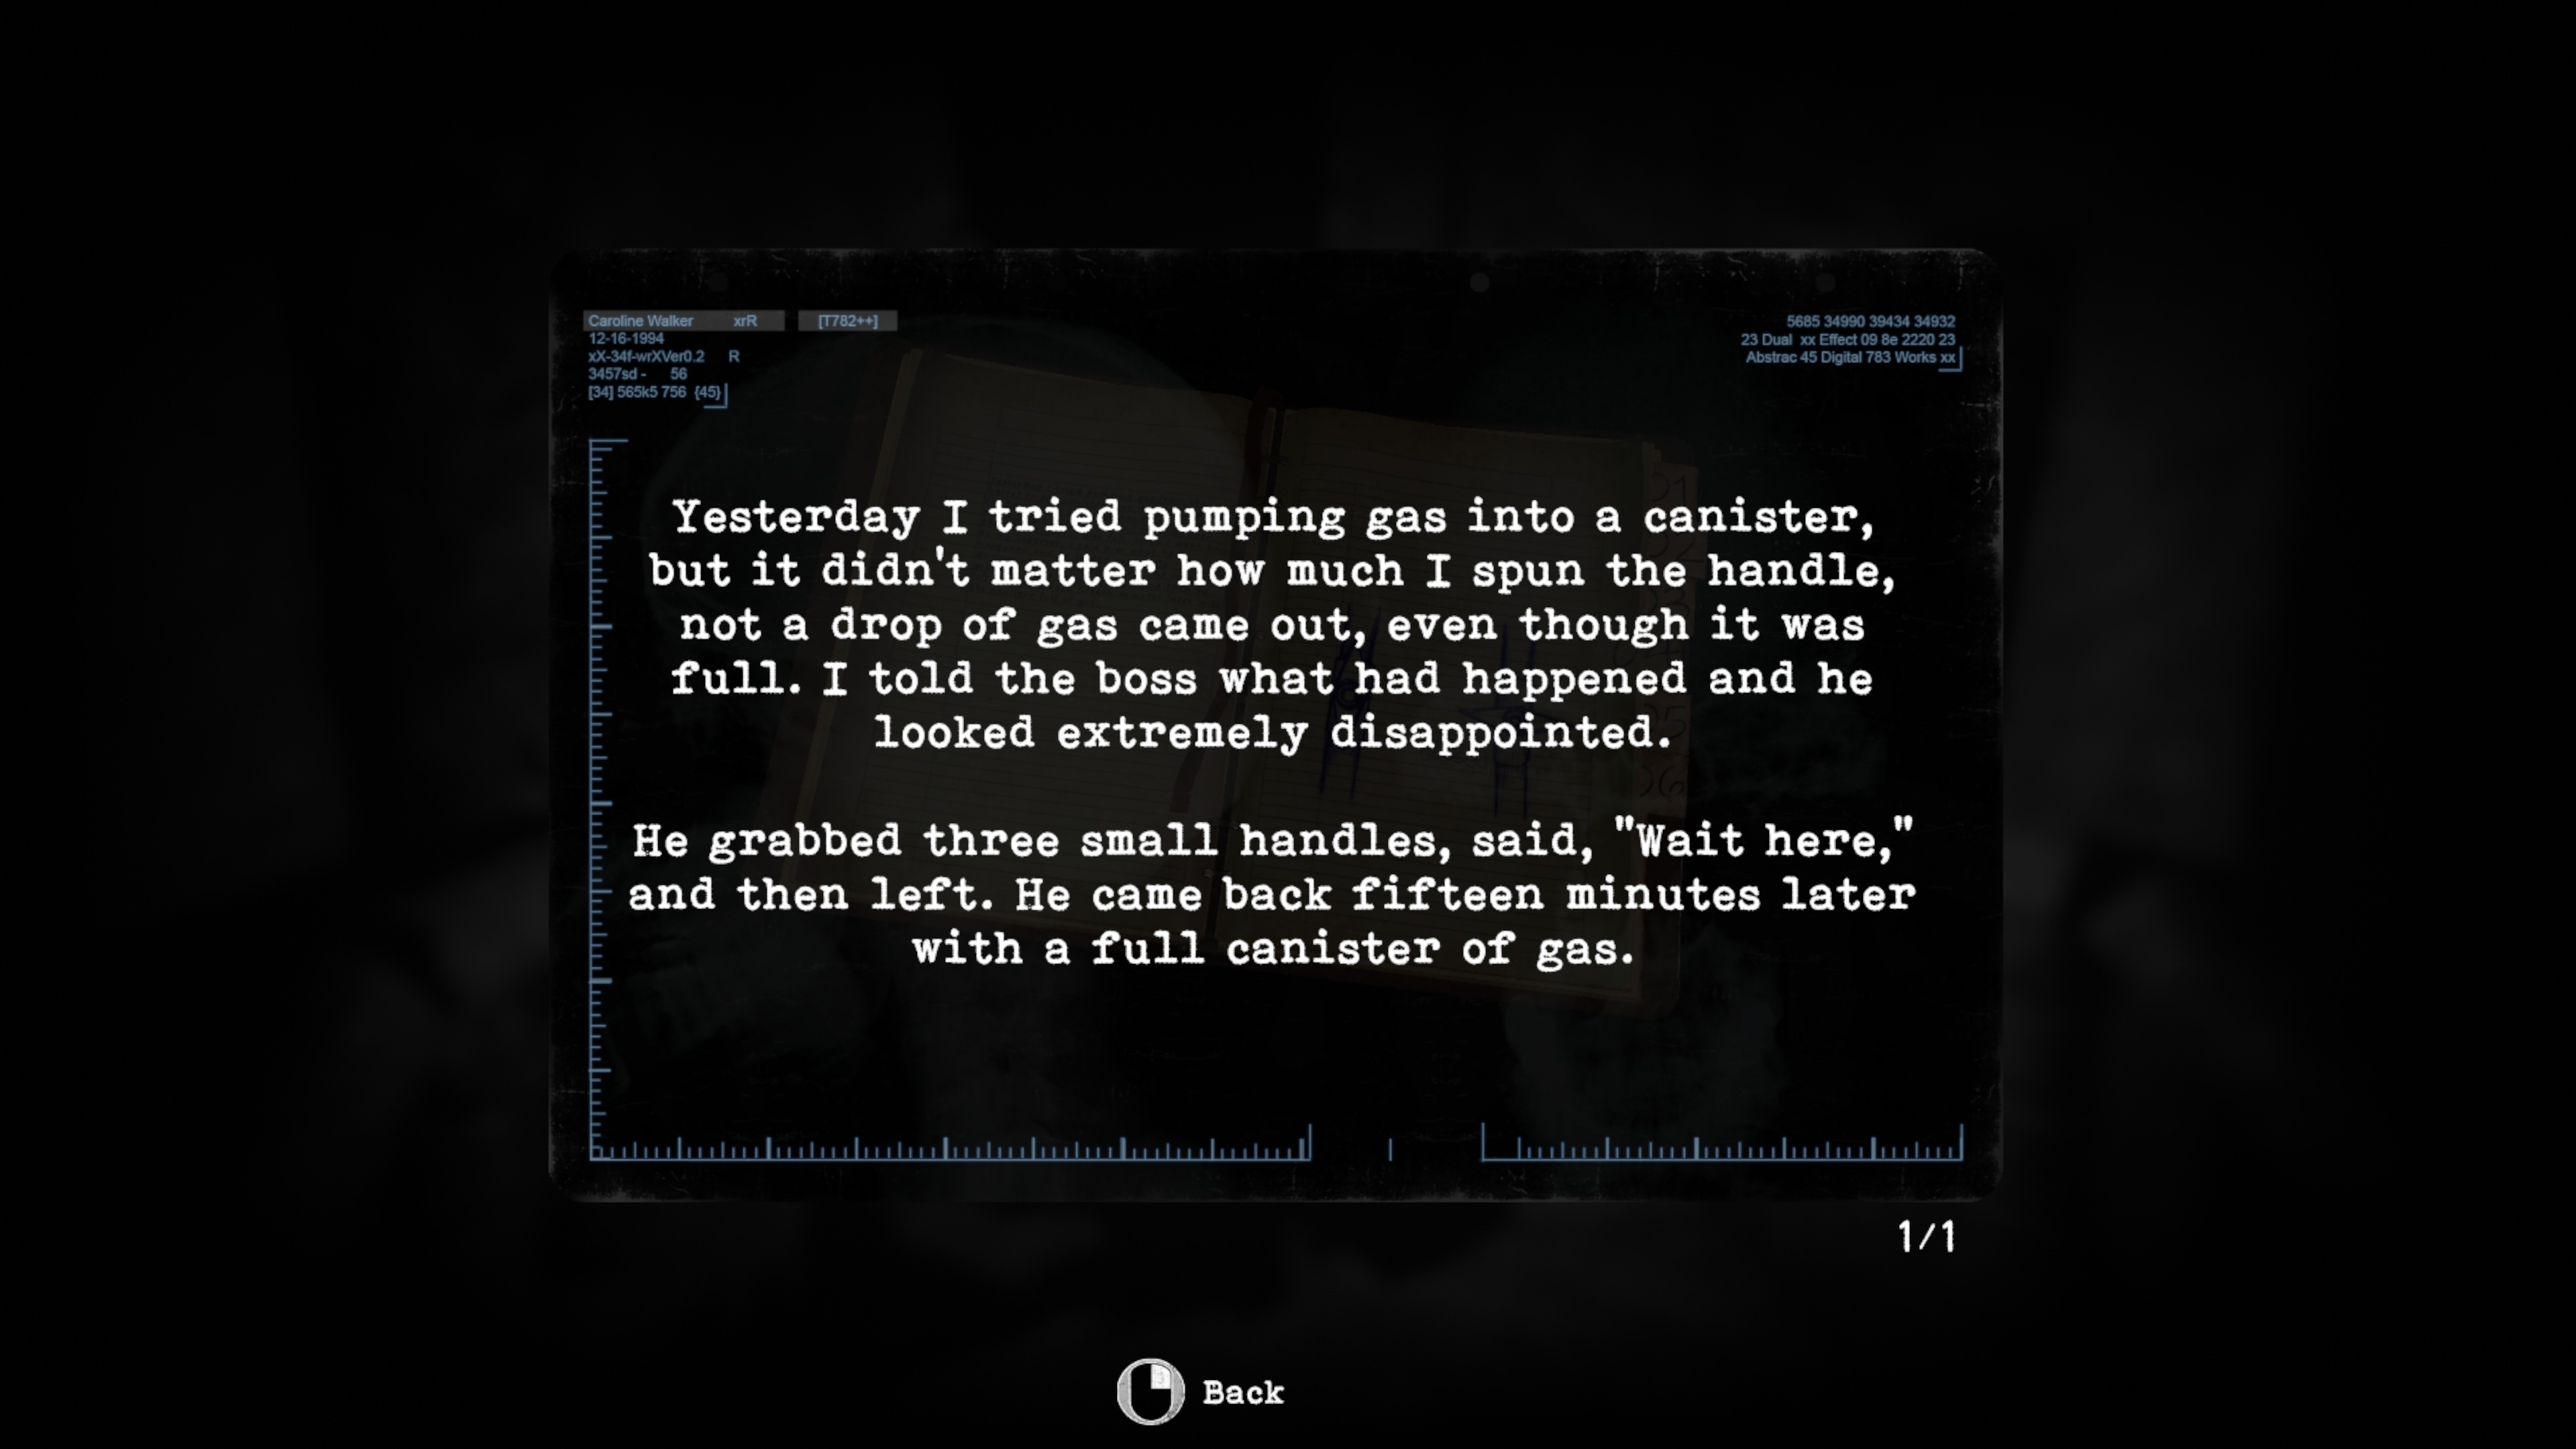 Caroline Walker xrR [T782++]
12-16-1994
xX-34f-wrXVer0.2 R
3457sd - 56
[34] 565k5 756 {45}
5685 34990 39434 34932
23 Dual xx Effect 09 8e 2220 23
Abstrac 45 Digital 783 Works xx
Yesterday I tried pumping gas into a canister,
but it didn't matter how much I spun the handle,
not a drop of gas came out, even though it was
full. I told the boss what had happened and he
looked extremely disappointed.
He grabbed three small handles, said, "Wait here,"
and then left. He came back fifteen minutes later
with a full canister of gas.
1/1
Back